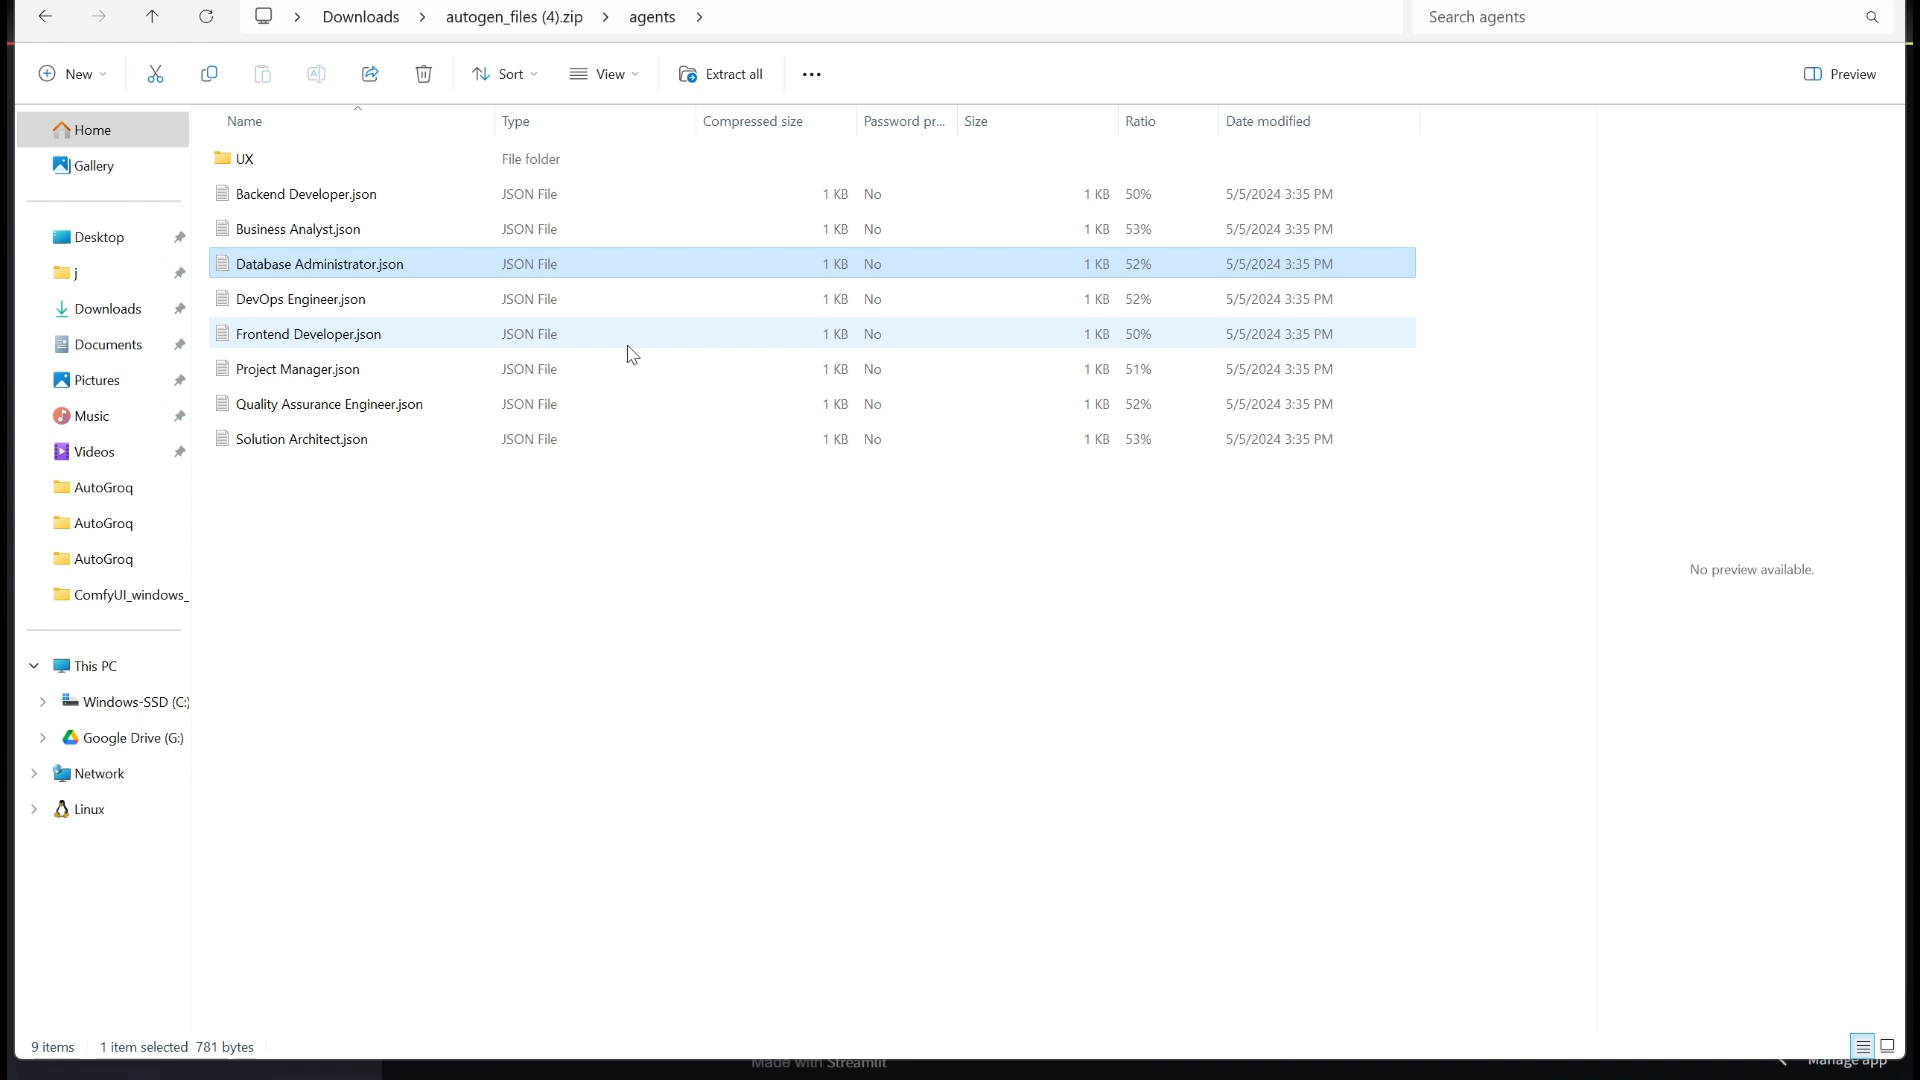 Downloads autogen_files (4).zip agents Search agents
New Sort View Extract all Preview
Name Type Compressed size Password pr... Size Ratio Date modified
Home
Gallery
Desktop
j
Downloads
Documents
Pictures
Music
Videos
AutoGroq
AutoGroq
AutoGroq
ComfyUI_windows_
This PC
Windows-SSD (C:)
Google Drive (G:)
Network
Linux
UX File folder
Backend Developer.json JSON File 1 KB No 1 KB 50% 5/5/2024 3:35 PM
Business Analyst.json JSON File 1 KB No 1 KB 53% 5/5/2024 3:35 PM
Database Administrator.json JSON File 1 KB No 1 KB 52% 5/5/2024 3:35 PM
DevOps Engineer.json JSON File 1 KB No 1 KB 52% 5/5/2024 3:35 PM
Frontend Developer.json JSON File 1 KB No 1 KB 50% 5/5/2024 3:35 PM
Project Manager.json JSON File 1 KB No 1 KB 51% 5/5/2024 3:35 PM
Quality Assurance Engineer.json JSON File 1 KB No 1 KB 52% 5/5/2024 3:35 PM
Solution Architect.json JSON File 1 KB No 1 KB 53% 5/5/2024 3:35 PM
No preview available.
9 items 1 item selected 781 bytes
Made with Streamlit Manage app